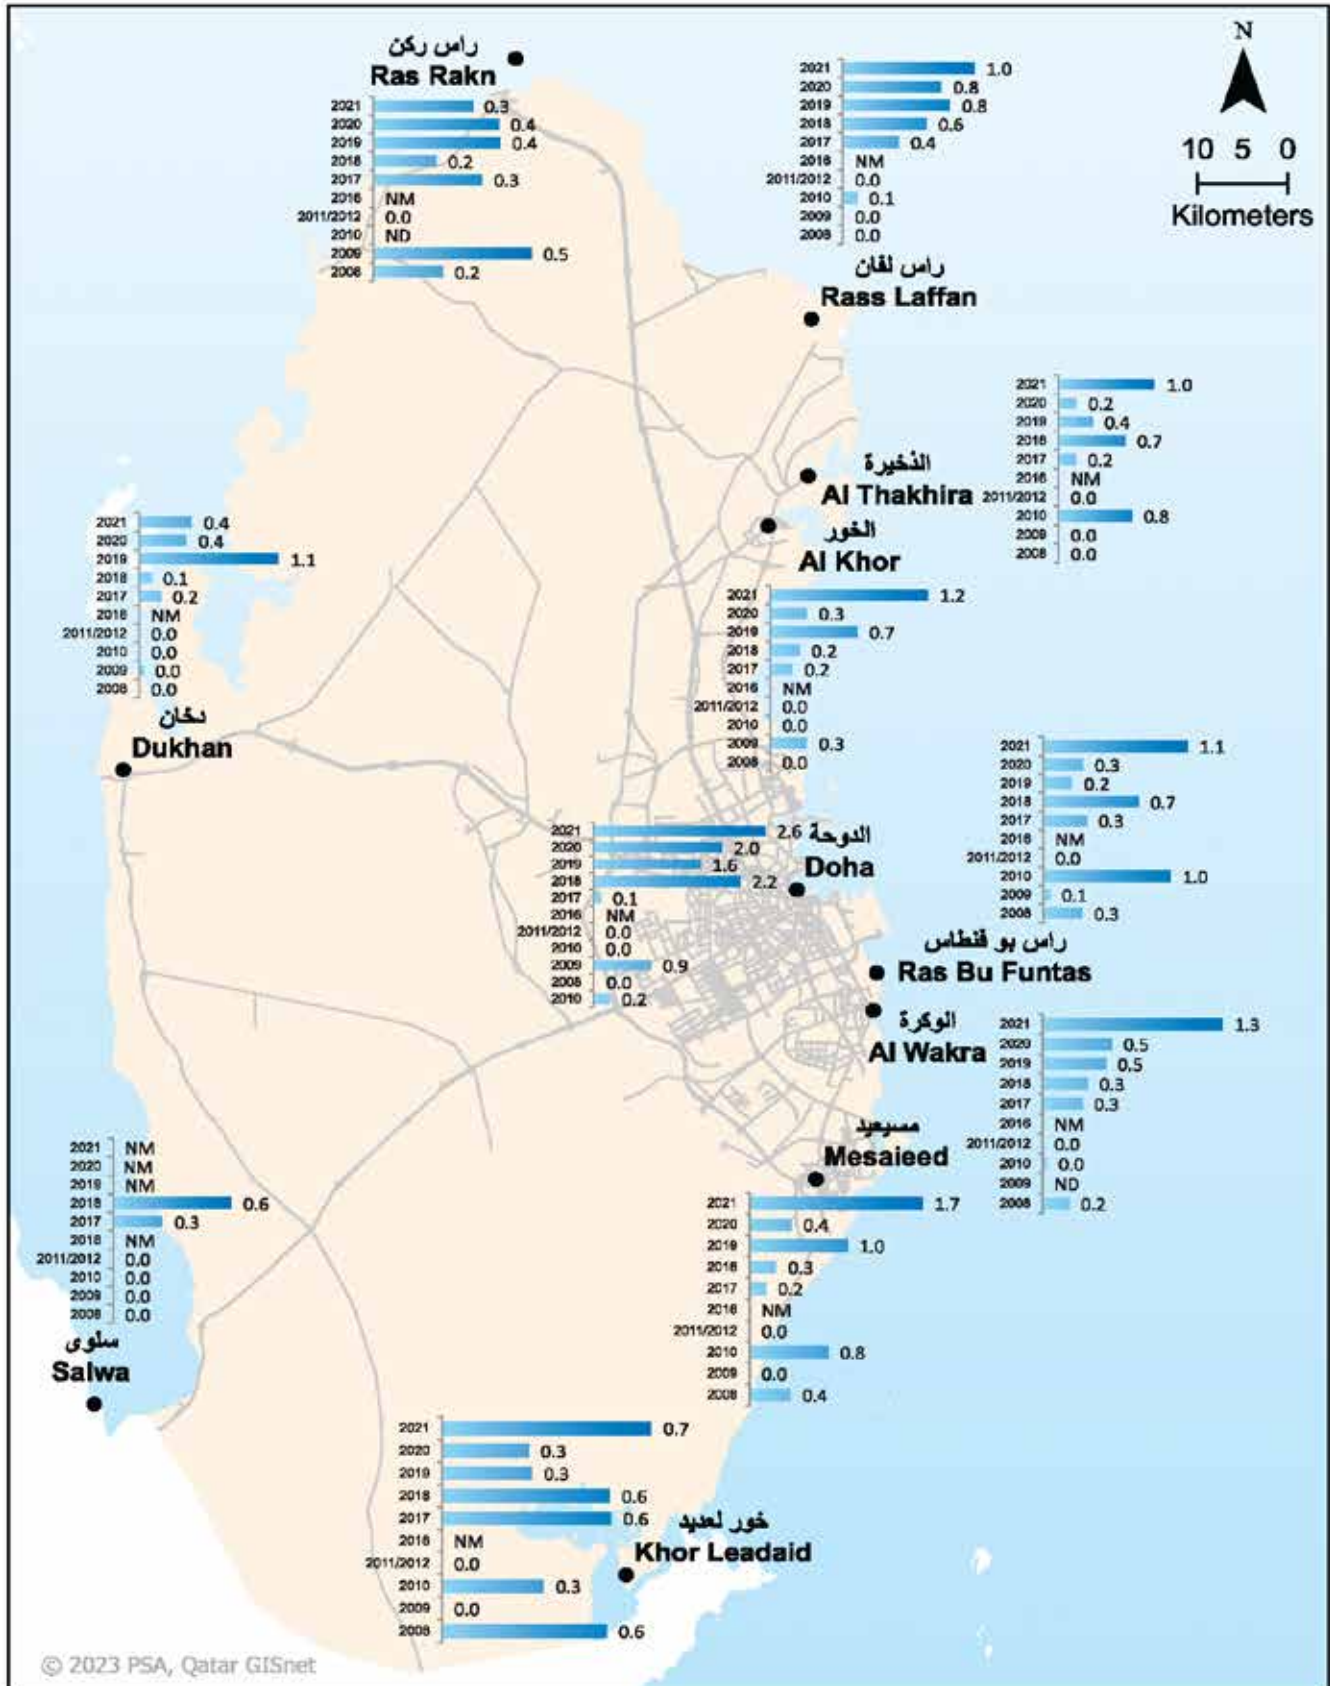 راس ركن
Ras Rakn
2021 0.3
2020 0.4
2019 0.4
2018 0.2
2017 0.3
2016 NM
2011/2012 0.0
2010 ND
2009 0.5
2008 0.2
2021 1.0
2020 0.8
2019 0.8
2018 0.6
2017 0.4
2016 NM
2011/2012 0.0
2010 0.1
2009 0.0
2008 0.0
N
10 5 0
Kilometers
راس لفان
Rass Laffan
2021 1.0
2020 0.2
2019 0.4
2018 0.7
2017 0.2
2016 NM
2011/2012 0.0
2010 0.8
2009 0.0
2008 0.0
الذخيرة
Al Thakhira
الخور
Al Khor
2021 1.2
2020 0.3
2019 0.7
2018 0.2
2017 0.2
2016 NM
2011/2012 0.0
2010 0.0
2009 0.3
2008 0.0
2021 0.4
2020 0.4
2019 1.1
2018 0.1
2017 0.2
2016 NM
2011/2012 0.0
2010 0.0
2009 0.0
2008 0.0
دخان
Dukhan
2021 2.6
2020 2.0
2019 1.6
2018 2.2
2017 0.1
2016 NM
2011/2012 0.0
2010 0.0
2009 0.9
2008 0.0
2010 0.2
الدوحة
Doha
2021 1.1
2020 0.3
2019 0.2
2018 0.7
2017 0.3
2016 NM
2011/2012 0.0
2010 1.0
2009 0.1
2008 0.3
راس بو فنطاس
Ras Bu Funtas
الوكرة
Al Wakra
2021 1.3
2020 0.5
2019 0.5
2018 0.3
2017 0.3
2016 NM
2011/2012 0.0
2010 0.0
2009 ND
2008 0.2
مسيعيد
Mesaieed
2021 1.7
2020 0.4
2019 1.0
2018 0.3
2017 0.2
2016 NM
2011/2012 0.0
2010 0.8
2009 0.0
2008 0.4
2021 NM
2020 NM
2019 NM
2018 0.6
2017 0.3
2016 NM
2011/2012 0.0
2010 0.0
2009 0.0
2008 0.0
سلوى
Salwa
2021 0.7
2020 0.3
2019 0.3
2018 0.6
2017 0.6
2016 NM
2011/2012 0.0
2010 0.3
2009 0.0
2008 0.6
خور لعديد
Khor Leadaid
© 2023 PSA, Qatar GISnet